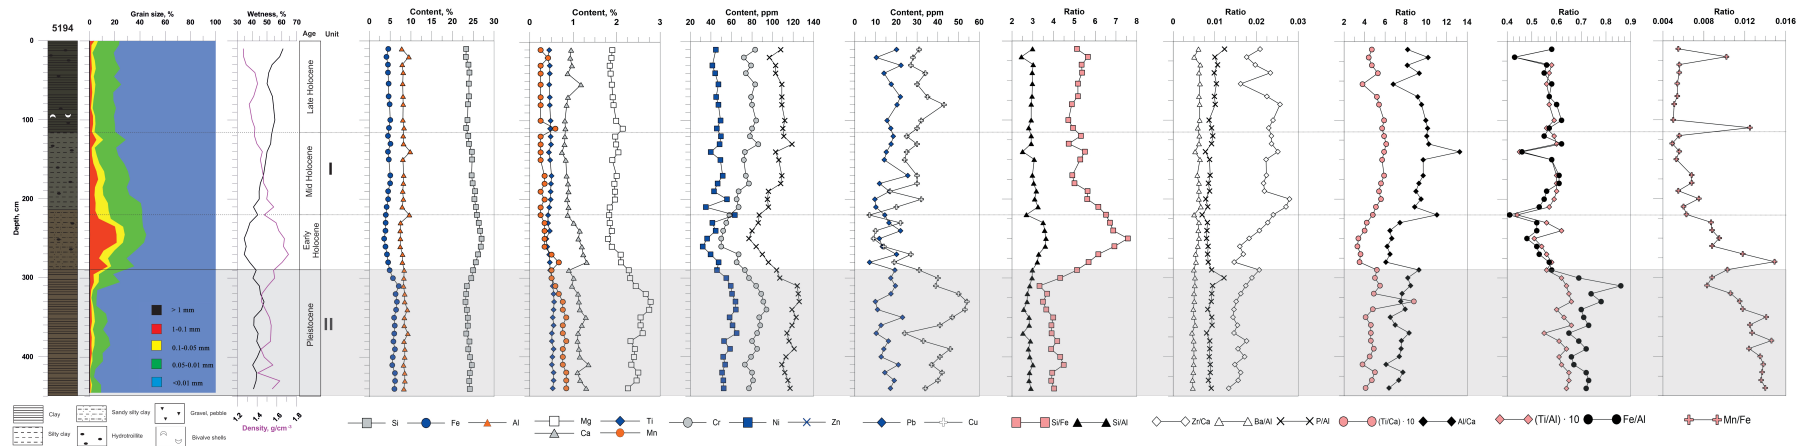 5194
Depth, cm
0
100
200
300
400
Grain size, %
0 20 40 60 80 100
> 1 mm
1-0.1 mm
0.1-0.05 mm
0.05-0.01 mm
<0.01 mm
Wetness, %
30 40 50 60 70
1.2 1.4 1.6 1.8
Density, g/cm⁻³
Age
Unit
Late Holocene
Mid Holocene
Early Holocene
Pleistocene
I
II
Content, %
0 5 10 15 20 25 30
Content, %
0 1 2 3
Content, ppm
20 40 60 80 100 120 140
Content, ppm
0 10 20 30 40 50 60
Ratio
2 3 4 5 6 7 8
Ratio
0 0.01 0.02 0.03
Ratio
2 4 6 8 10 12 14
Ratio
0.4 0.5 0.6 0.7 0.8 0.9
Ratio
0.004 0.008 0.012 0.016
Clay
Sandy silty clay
Gravel, pebble
Silty clay
Hydrotroilite
Bivalve shells
Si
Fe
Al
Mg
Ti
Ca
Mn
Cr
Ni
Zn
Pb
Cu
Si/Fe
Si/Al
Zr/Ca
Ba/Al
P/Al
(Ti/Ca) · 10
Al/Ca
(Ti/Al) · 10
Fe/Al
Mn/Fe